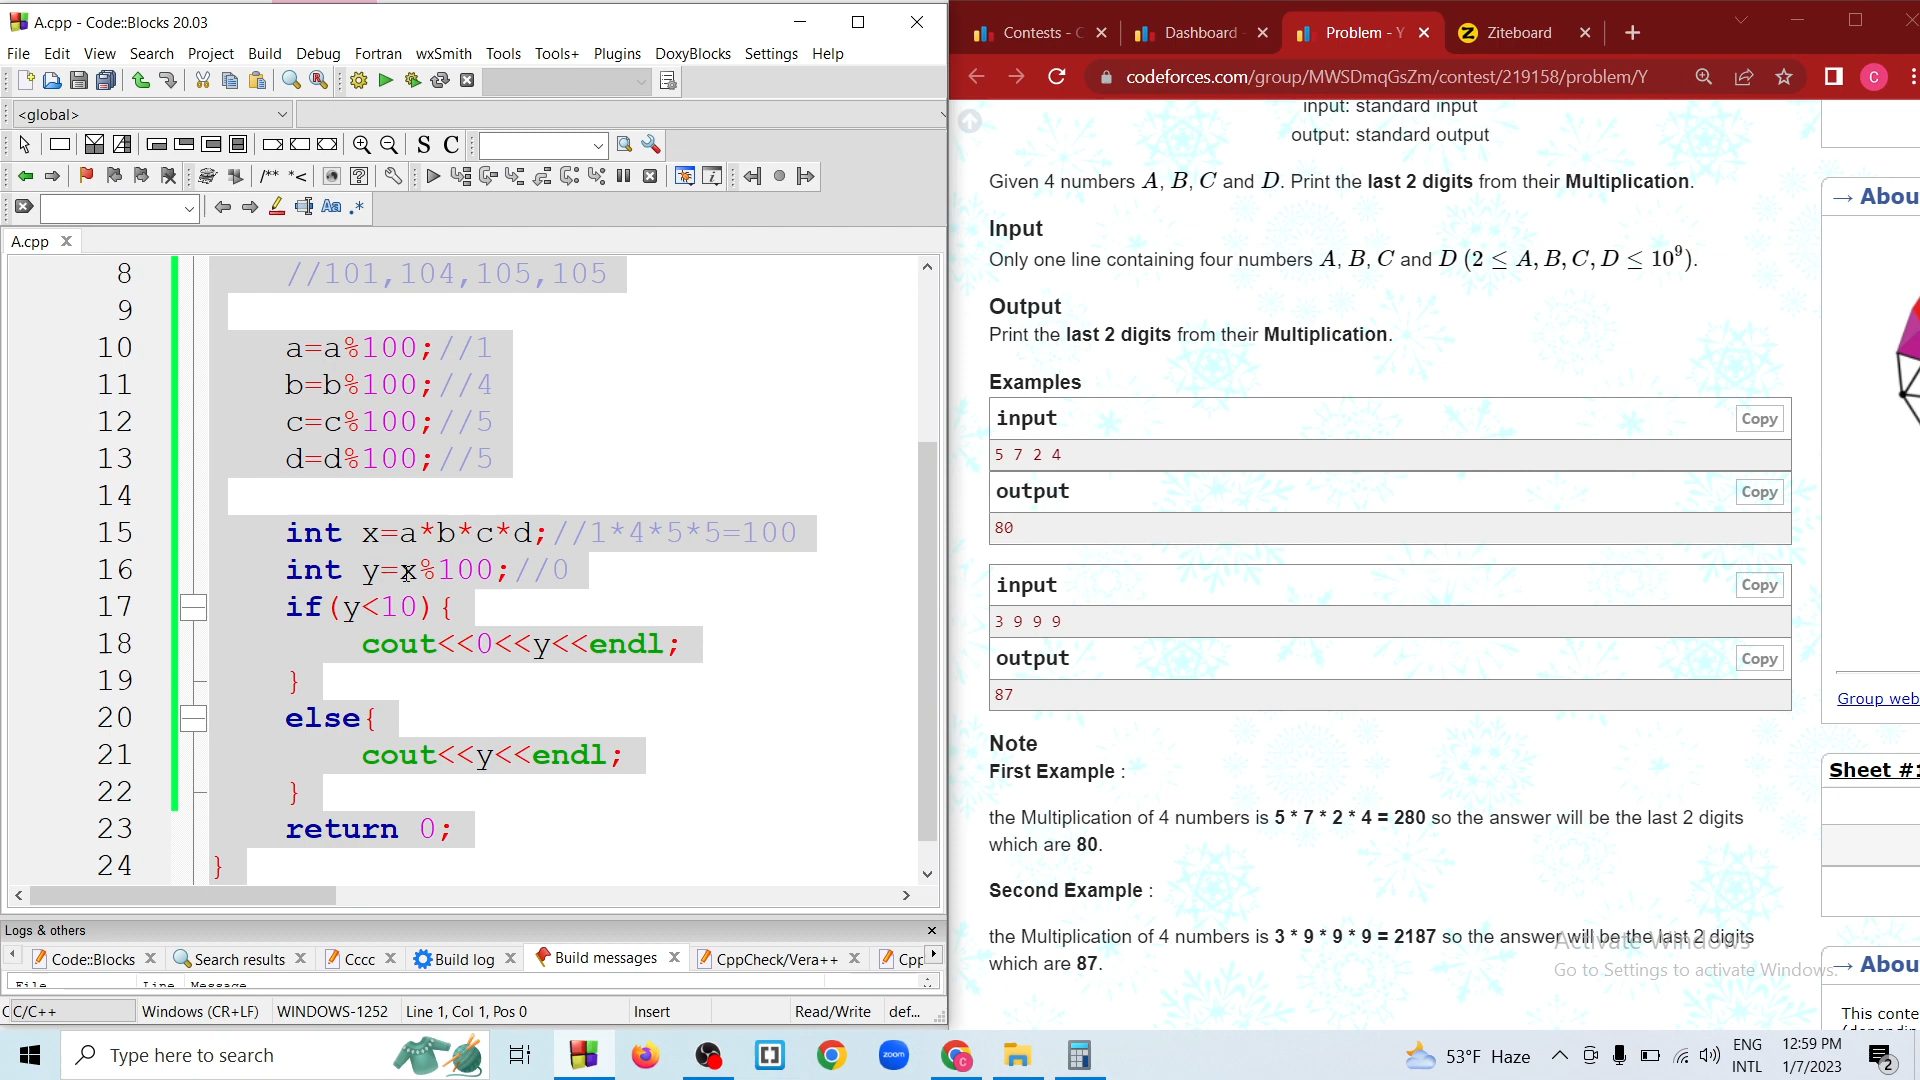 A.cpp - Code::Blocks 20.03
File Edit View Search Project Build Debug Fortran wxSmith Tools Tools+ Plugins DoxyBlocks Settings Help
<global>
S C
/** *<
Aa .*
A.cpp
8 //101,104,105,105
9
10 a=a%100;//1
11 b=b%100;//4
12 c=c%100;//5
13 d=d%100;//5
14
15 int x=a*b*c*d;//1*4*5*5=100
16 int y=x%100;//0
17 if(y<10){
18 cout<<0<<y<<endl;
19 }
20 else{
21 cout<<y<<endl;
22 }
23 return 0;
24 }
Logs & others
Code::Blocks Search results Cccc Build log Build messages CppCheck/Vera++ Cpp
File Line Message
C/C++ Windows (CR+LF) WINDOWS-1252 Line 1, Col 1, Pos 0 Insert Read/Write def...
Contests - C Dashboard Problem - Y Ziteboard
codeforces.com/group/MWSDmqGsZm/contest/219158/problem/Y C
input: standard input
output: standard output
Given 4 numbers A, B, C and D. Print the last 2 digits from their Multiplication.
Input
Only one line containing four numbers A, B, C and D (2 ≤ A, B, C, D ≤ 10⁹).
Output
Print the last 2 digits from their Multiplication.
Examples
input Copy
5 7 2 4
output Copy
80
input Copy
3 9 9 9
output Copy
87
Note
First Example :
the Multiplication of 4 numbers is 5 * 7 * 2 * 4 = 280 so the answer will be the last 2 digits
which are 80.
Second Example :
the Multiplication of 4 numbers is 3 * 9 * 9 * 9 = 2187 so the answer will be the last 2 digits
which are 87.
→ Abou
Group web
Sheet #
→ Abou
This conte
Activate Windows
Go to Settings to activate Windows.
Type here to search
zoom
53°F Haze
ENG
INTL
12:59 PM
1/7/2023
2